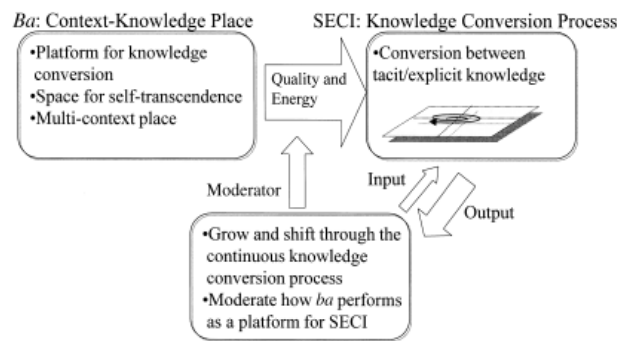 Ba: Context-Knowledge Place
SECI: Knowledge Conversion Process
•Platform for knowledge
conversion
•Space for self-transcendence
•Multi-context place
Quality and
Energy
•Conversion between
tacit/explicit knowledge
Moderator
Input
Output
•Grow and shift through the
continuous knowledge
conversion process
•Moderate how ba performs
as a platform for SECI